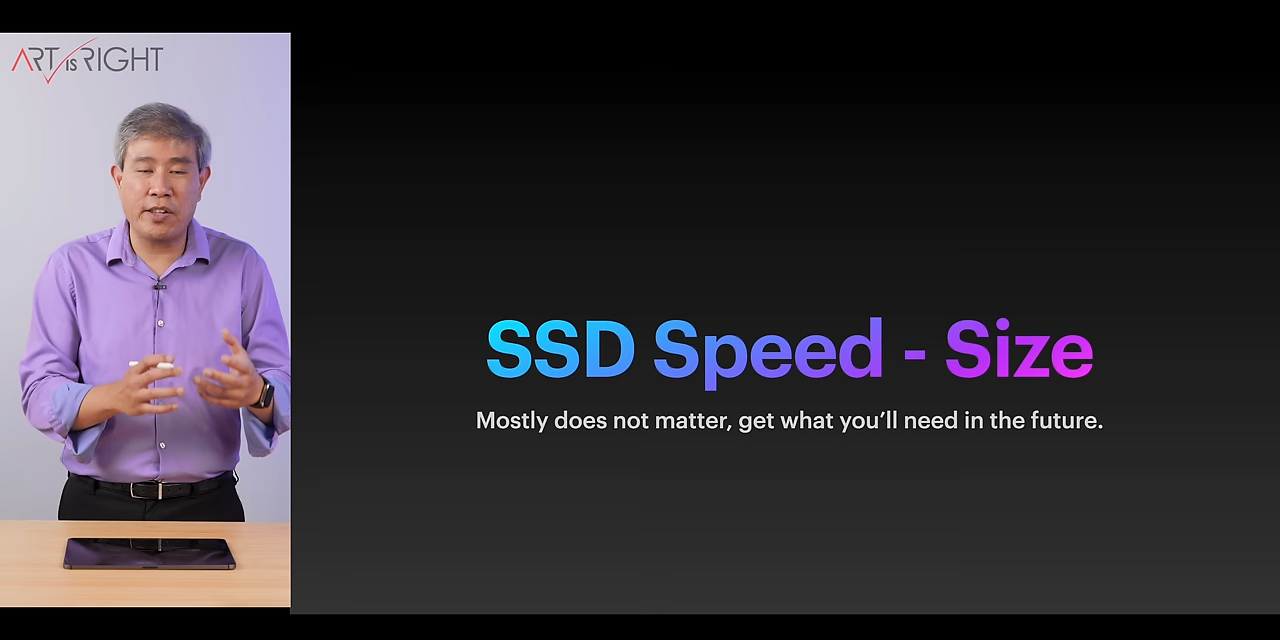 ART IS RIGHT
SSD Speed - Size
Mostly does not matter, get what you’ll need in the future.